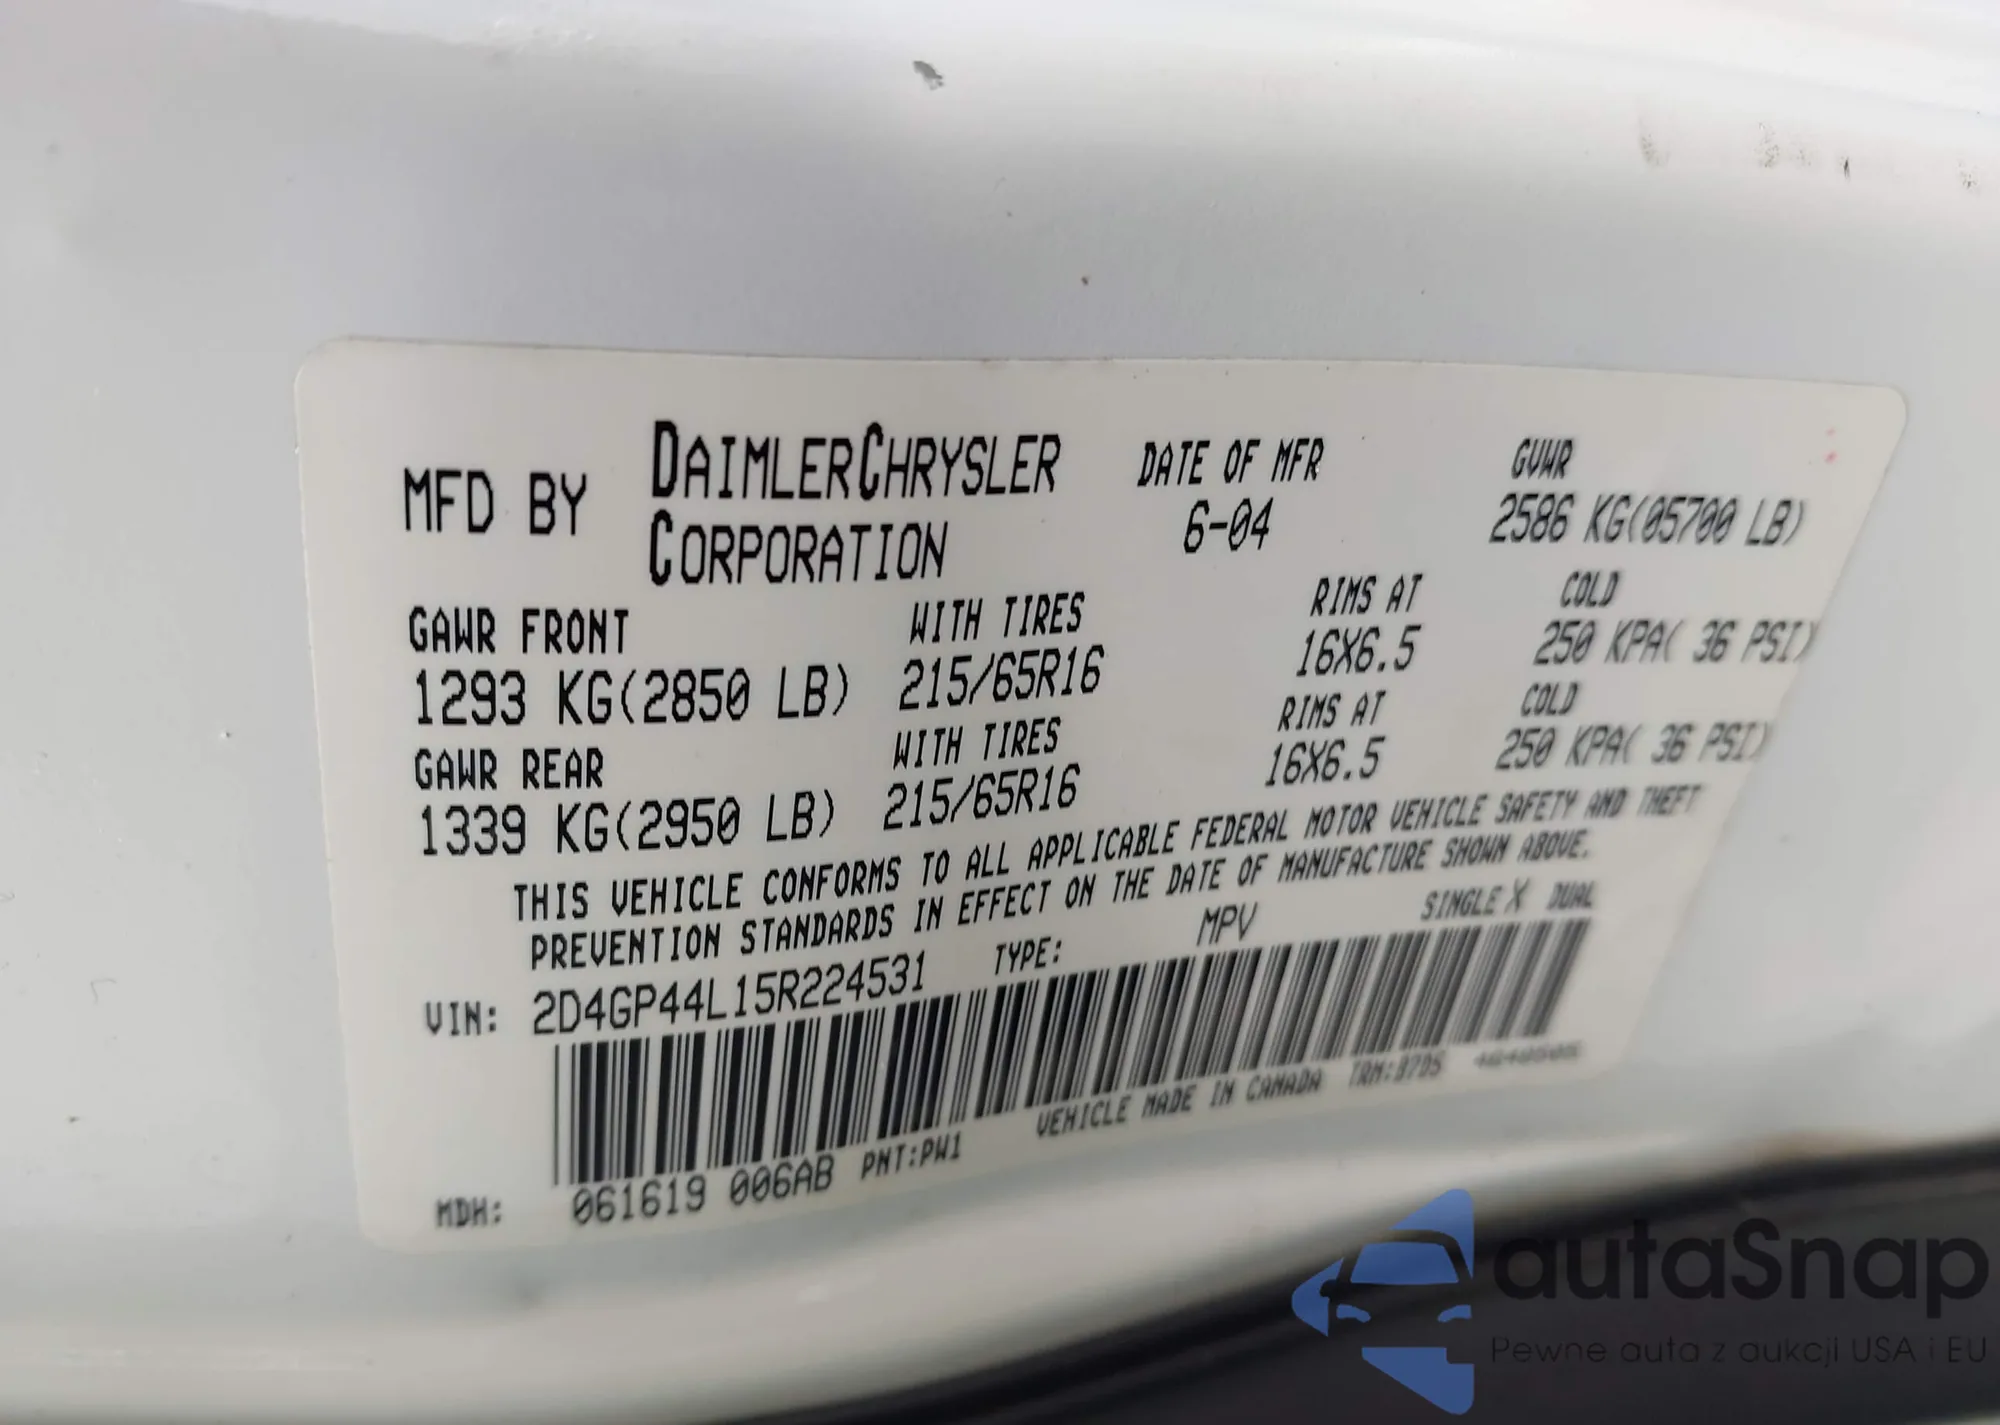 MFD BY DAIMLERCHRYSLER CORPORATION DATE OF MFR 6-04 GVWR 2586 KG(05700 LB)
GAWR FRONT WITH TIRES RIMS AT COLD
1293 KG(2850 LB) 215/65R16 16X6.5 250 KPA( 36 PSI)
GAWR REAR WITH TIRES RIMS AT COLD
1339 KG(2950 LB) 215/65R16 16X6.5 250 KPA( 36 PSI)
THIS VEHICLE CONFORMS TO ALL APPLICABLE FEDERAL MOTOR VEHICLE SAFETY AND THEFT
PREVENTION STANDARDS IN EFFECT ON THE DATE OF MANUFACTURE SHOWN ABOVE.
VIN: 2D4GP44L15R224531 TYPE: MPV SINGLE X DUAL
MDH: 061619 006AB PNT:PW1 VEHICLE MADE IN CANADA TRM:
autaSnap
Pewne auta z aukcji USA i EU